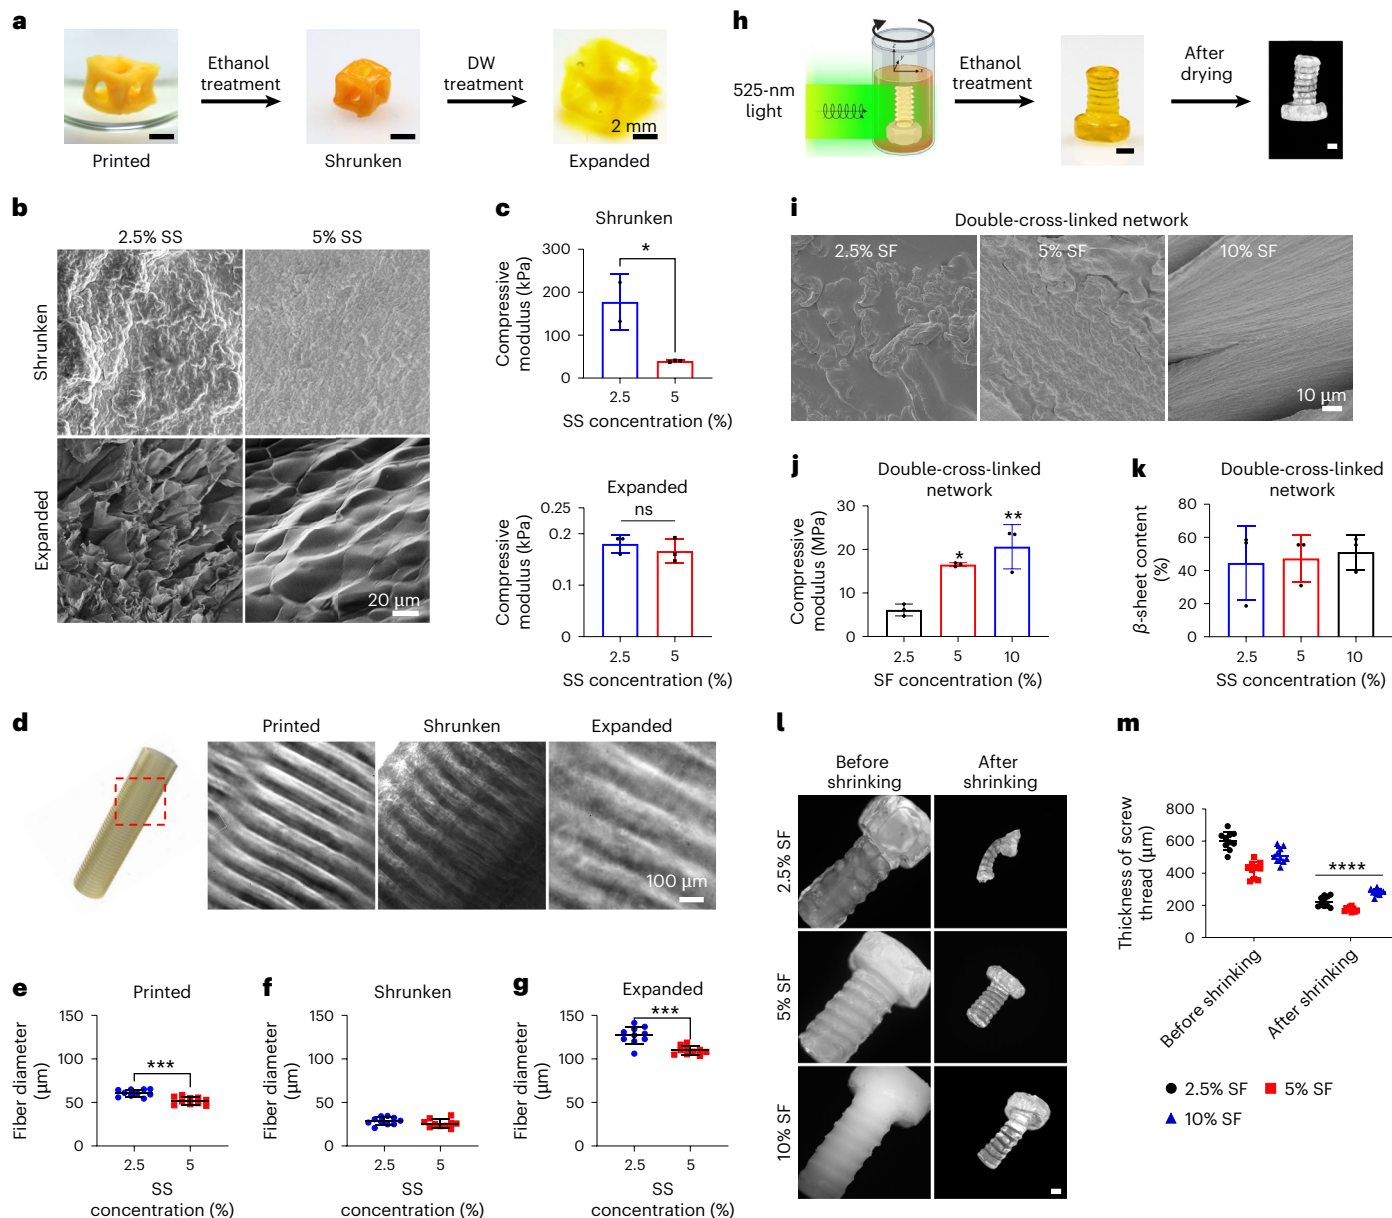 a
Ethanol
treatment
DW
treatment
2 mm
Printed
Shrunken
Expanded
h
525-nm
light
Ethanol
treatment
After
drying
b
2.5% SS
5% SS
Shrunken
Expanded
20 µm
c
Shrunken
Compressive
modulus (kPa)
300
200
100
0
*
2.5
5
SS concentration (%)
Expanded
ns
Compressive
modulus (kPa)
0.25
0.2
0.1
0
2.5
5
SS concentration (%)
i
Double-cross-linked network
2.5% SF
5% SF
10% SF
10 µm
j
Double-cross-linked
network
Compressive
modulus (MPa)
30
20
10
0
*
**
2.5
5
10
SF concentration (%)
k
Double-cross-linked
network
β-sheet content
(%)
80
60
40
20
0
2.5
5
10
SS concentration (%)
d
Printed
Shrunken
Expanded
100 µm
e
Printed
Fiber diameter
(µm)
150
100
50
0
***
2.5
5
SS
concentration (%)
f
Shrunken
Fiber diameter
(µm)
150
100
50
0
2.5
5
SS
concentration (%)
g
Expanded
Fiber diameter
(µm)
150
100
50
0
***
2.5
5
SS
concentration (%)
l
Before
shrinking
After
shrinking
2.5% SF
5% SF
10% SF
m
Thickness of screw
thread (µm)
800
600
400
200
0
****
Before shrinking
After shrinking
2.5% SF
5% SF
10% SF